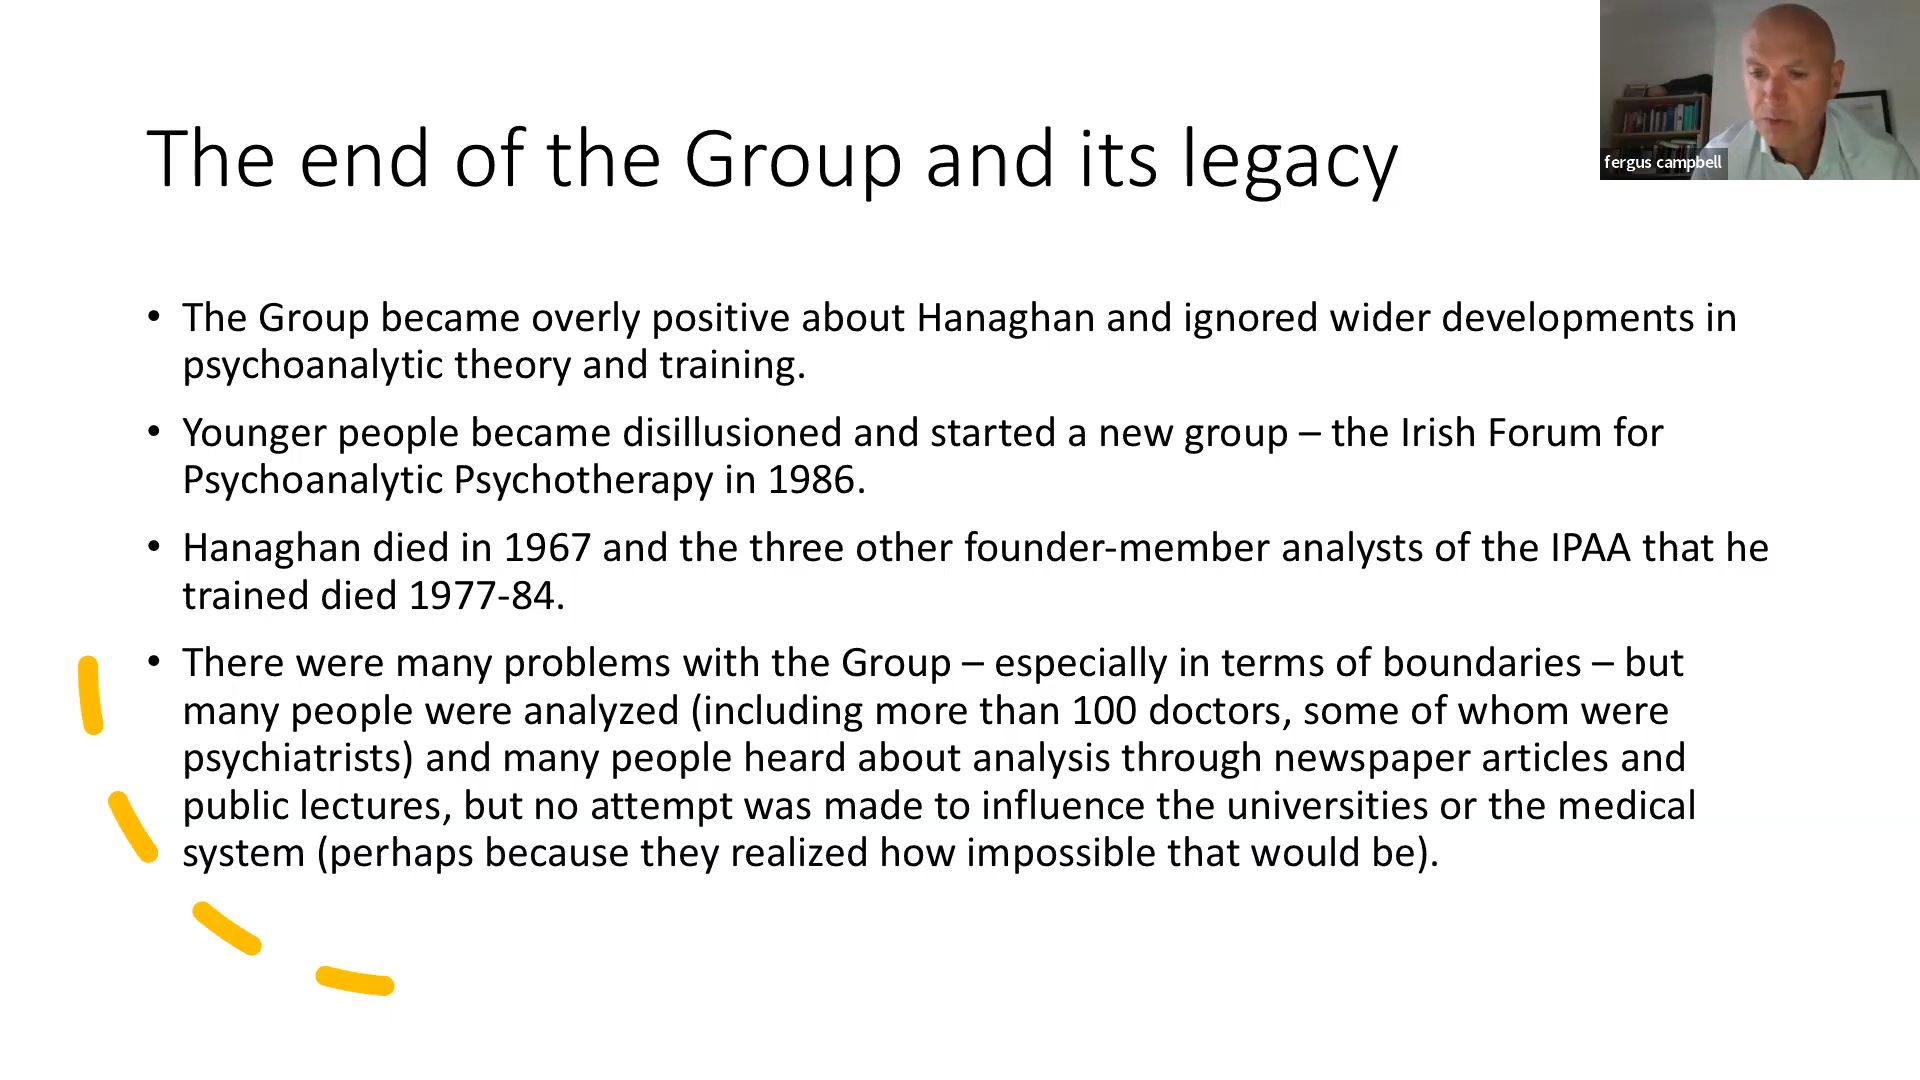 The end of the Group and its legacy
fergus campbell
• The Group became overly positive about Hanaghan and ignored wider developments in
psychoanalytic theory and training.
• Younger people became disillusioned and started a new group – the Irish Forum for
Psychoanalytic Psychotherapy in 1986.
• Hanaghan died in 1967 and the three other founder-member analysts of the IPAA that he
trained died 1977-84.
• There were many problems with the Group – especially in terms of boundaries – but
many people were analyzed (including more than 100 doctors, some of whom were
psychiatrists) and many people heard about analysis through newspaper articles and
public lectures, but no attempt was made to influence the universities or the medical
system (perhaps because they realized how impossible that would be).